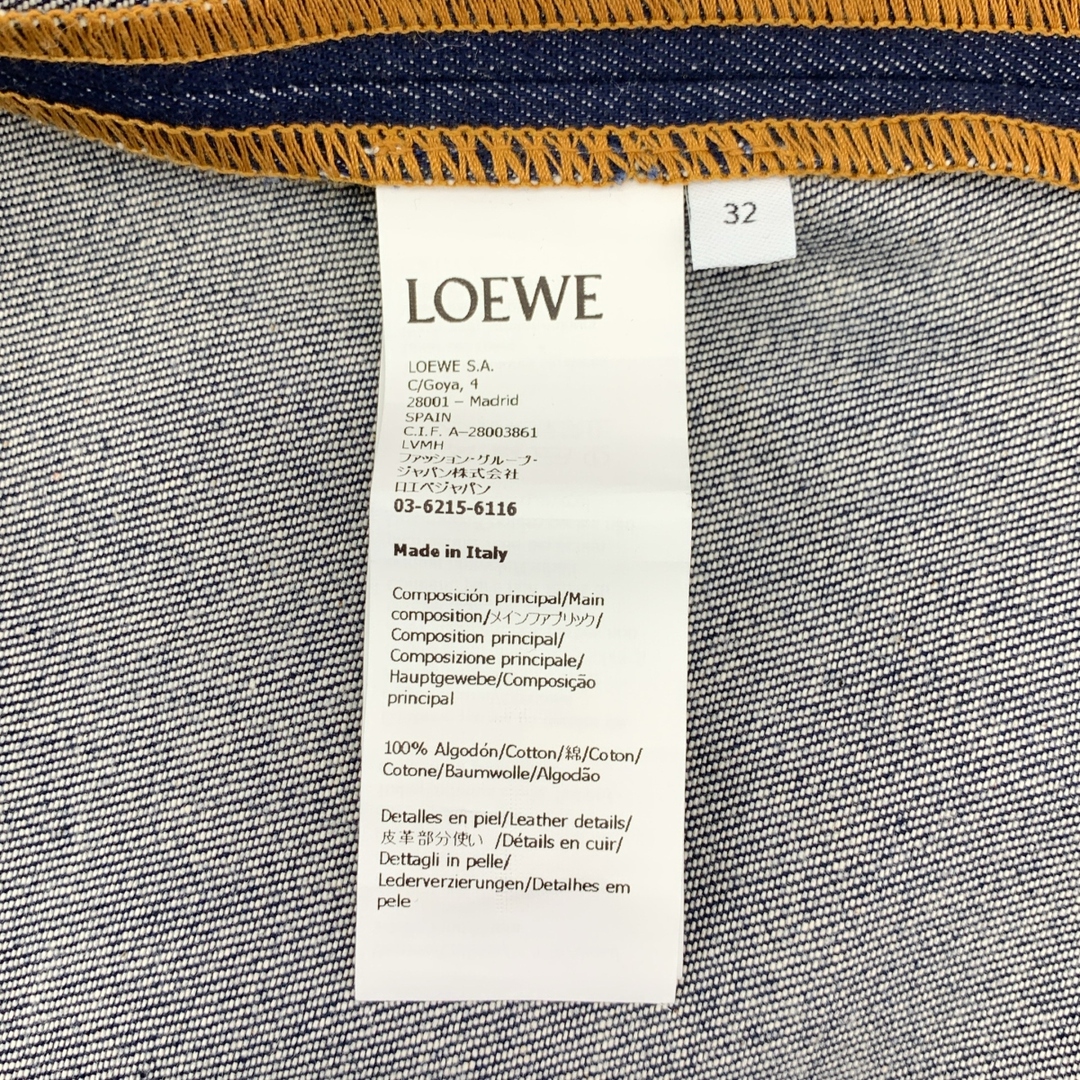 32
LOEWE
LOEWE S.A.
C/Goya, 4
28001 – Madrid
SPAIN
C.I.F. A–28003861
LVMH
ファッション・グループ・
ジャパン株式会社
ロエベジャパン
03-6215-6116
Made in Italy
Composición principal/Main
composition/メインファブリック/
Composition principal/
Composizione principale/
Hauptgewebe/Composição
principal
100% Algodón/Cotton/綿/Coton/
Cotone/Baumwolle/Algodão
Detalles en piel/Leather details/
皮革部分使い /Détails en cuir/
Dettagli in pelle/
Lederverzierungen/Detalhes em
pele